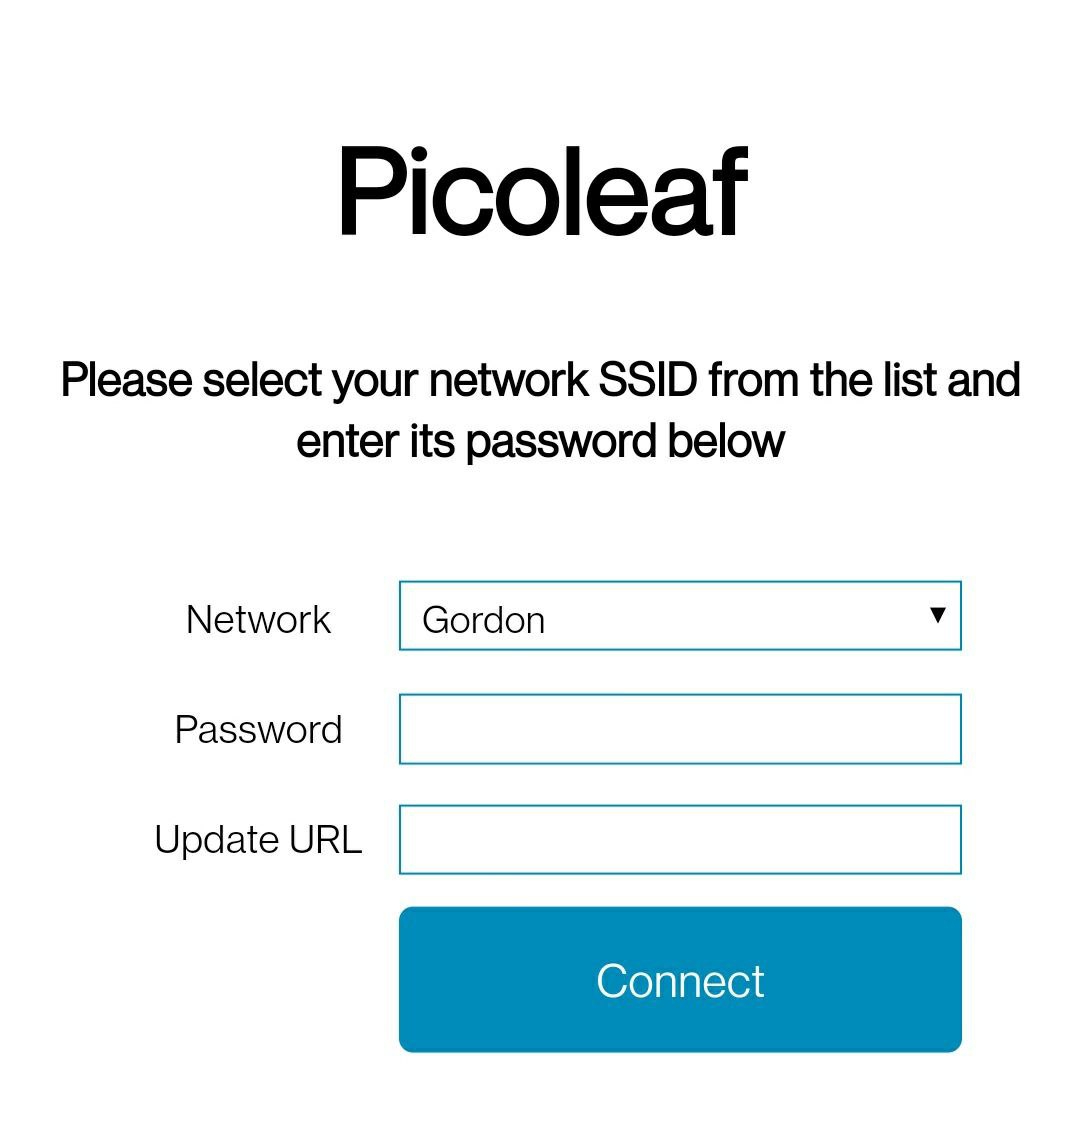 Picoleaf
Please select your network SSID from the list and
enter its password below
Network Gordon ▼
Password
Update URL
Connect